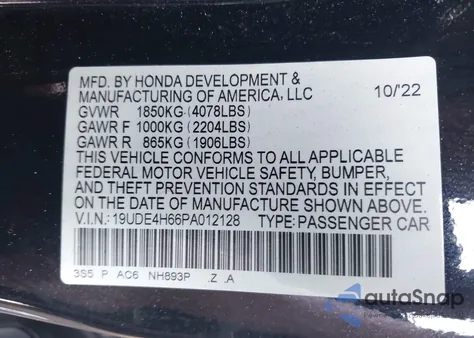 MFD. BY HONDA DEVELOPMENT &
MANUFACTURING OF AMERICA, LLC 10/'22
GVWR 1850KG (4078LBS)
GAWR F 1000KG (2204LBS)
GAWR R 865KG (1906LBS)
THIS VEHICLE CONFORMS TO ALL APPLICABLE
FEDERAL MOTOR VEHICLE SAFETY, BUMPER,
AND THEFT PREVENTION STANDARDS IN EFFECT
ON THE DATE OF MANUFACTURE SHOWN ABOVE.
V.I.N.: 19UDE4H66PA012128 TYPE: PASSENGER CAR
3S5 P AC6 NH893P .Z .A
autoSnap